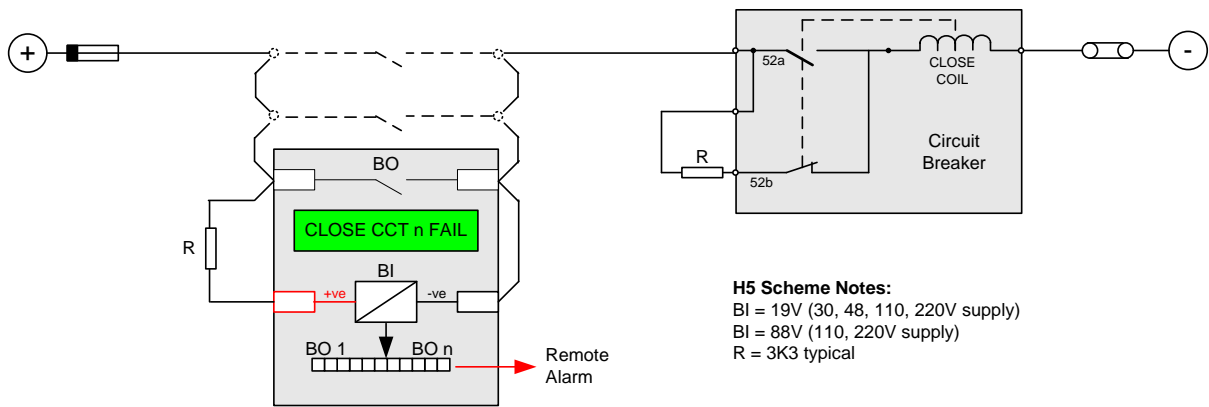 +
52a
CLOSE
COIL
-
BO
R
Circuit
Breaker
52b
CLOSE CCT n FAIL
R
BI
+ve
-ve
H5 Scheme Notes:
BI = 19V (30, 48, 110, 220V supply)
BI = 88V (110, 220V supply)
R = 3K3 typical
BO 1
BO n
Remote
Alarm